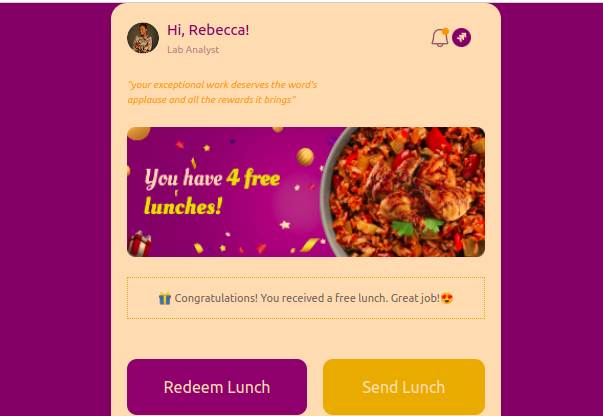 Hi, Rebecca!
Lab Analyst
"your exceptional work deserves the word's
applause and all the rewards it brings"
You have 4 free
lunches!
🎁 Congratulations! You received a free lunch. Great job!😍
Redeem Lunch
Send Lunch